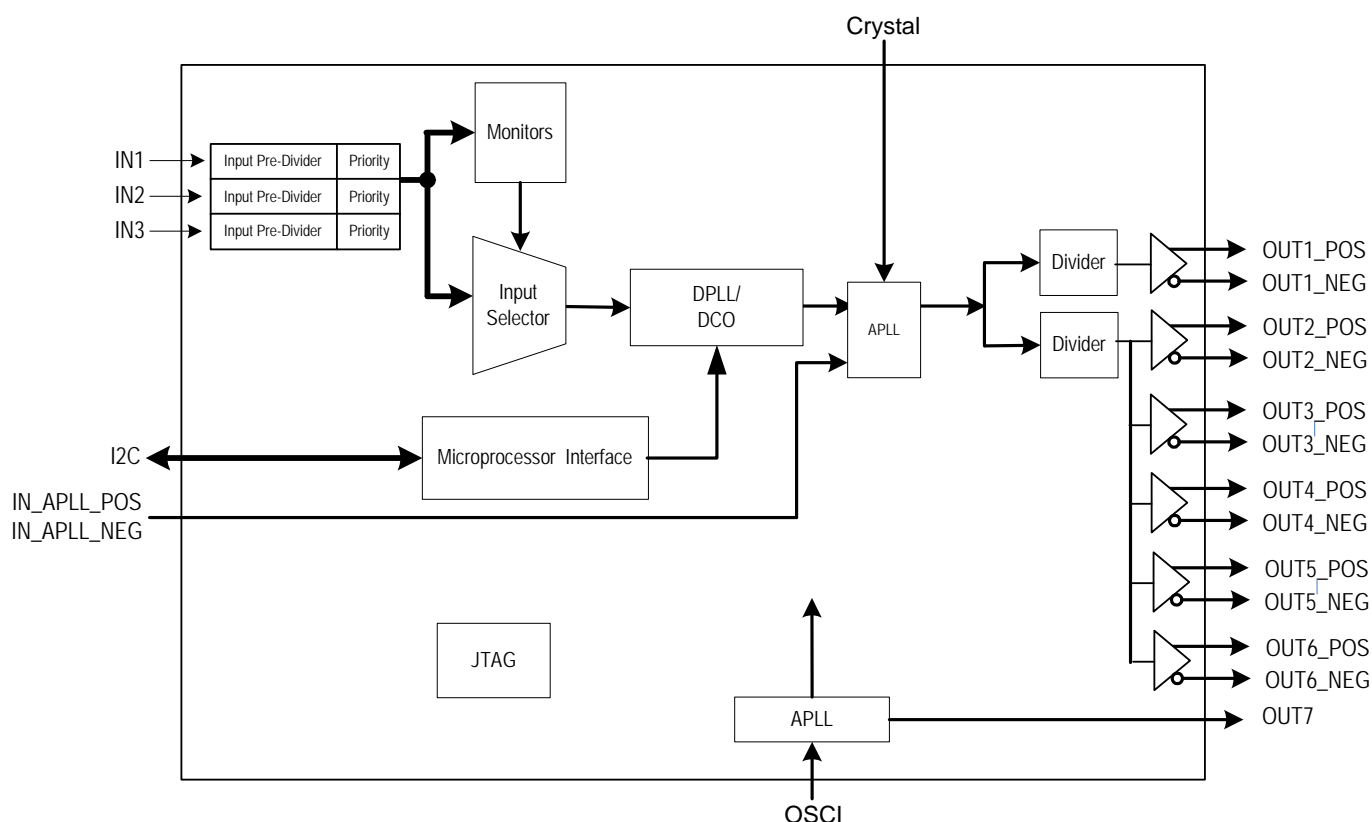 Crystal
Monitors
IN1
Input Pre-Divider
Priority
IN2
Input Pre-Divider
Priority
IN3
Input Pre-Divider
Priority
Input
Selector
DPLL/
DCO
APLL
Divider
Divider
OUT1_POS
OUT1_NEG
OUT2_POS
OUT2_NEG
OUT3_POS
OUT3_NEG
OUT4_POS
OUT4_NEG
OUT5_POS
OUT5_NEG
OUT6_POS
OUT6_NEG
OUT7
I2C
Microprocessor Interface
IN_APLL_POS
IN_APLL_NEG
JTAG
APLL
OSCI